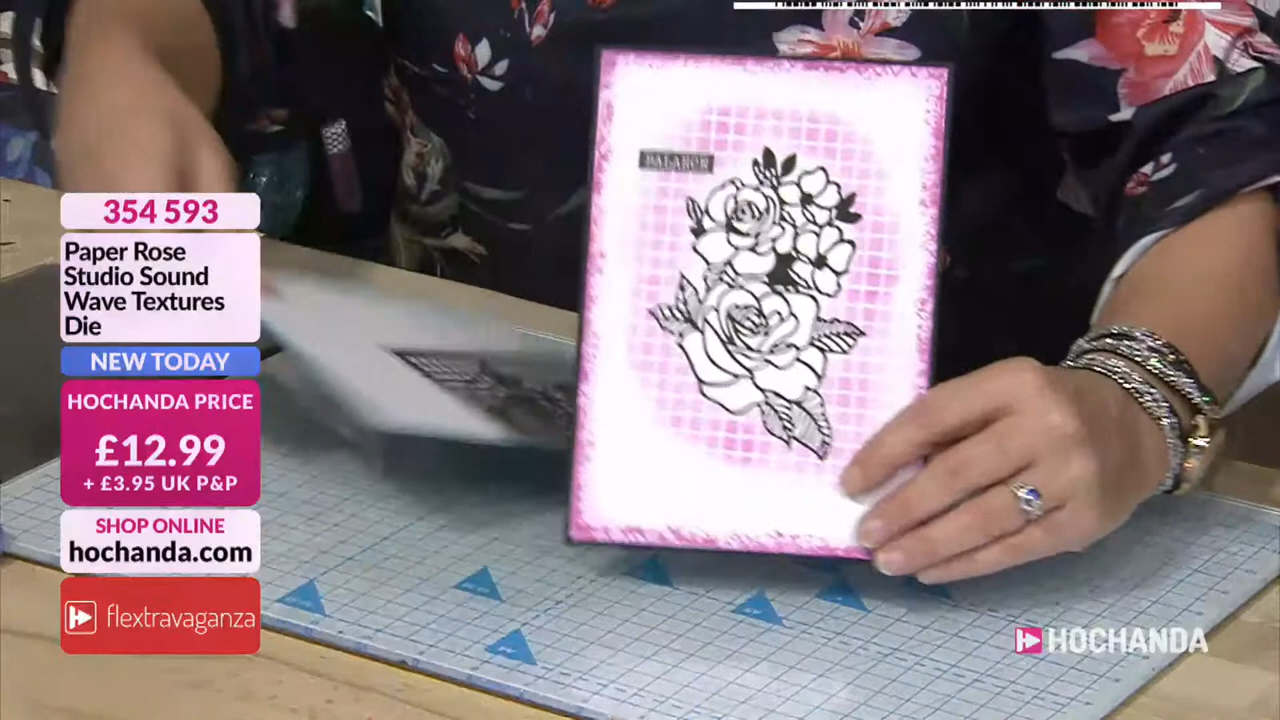 354 593
Paper Rose
Studio Sound
Wave Textures
Die
NEW TODAY
HOCHANDA PRICE
£12.99
+ £3.95 UK P&P
SHOP ONLINE
hochanda.com
flextravaganza
BALANCE
HOCHANDA